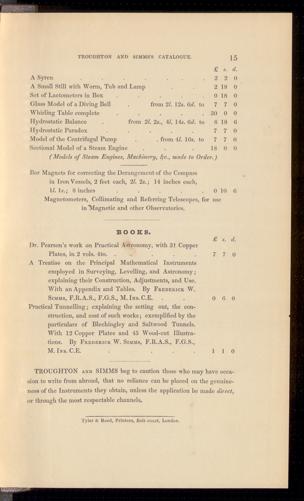 TROUGHTON AND SIMMS'S CATALOGUE. 15
£ s. d.
A Syren . . . . . 2 2 0
A Small Still with Worm, Tub and Lamp . . 2 18 0
Set of Lactometers in Box . . . . 0 18 0
Glass Model of a Diving Bell . from 2l. 12s. 6d. to 7 7 0
Whirling Table complete . . . . 30 0 0
Hydrostatic Balance . from 2l. 2s., 4l. 14s. 6d. to 8 18 6
Hydrostatic Paradox . . . . 7 7 0
Model of the Centrifugal Pump . . from 4l. 10s. to 7 7 0
Sectional Model of a Steam Engine . . . 18 0 0
(Models of Steam Engines, Machinery, &c., made to Order.)
Bar Magnets for correcting the Derangement of the Compass
in Iron Vessels, 2 feet each, 2l. 2s.; 14 inches each,
1l. 1s.; 8 inches . . . . 0 10 6
Magnetometers, Collimating and Referring Telescopes, for use
in Magnetic and other Observatories.
BOOKS.
£ s. d.
Dr. Pearson's work on Practical Astronomy, with 31 Copper
Plates, in 2 vols. 4to. . . . . . 7 7 0
A Treatise on the Principal Mathematical Instruments
employed in Surveying, Levelling, and Astronomy;
explaining their Construction, Adjustments, and Use.
With an Appendix and Tables. By FREDERICK W.
SIMMS, F.R.A.S., F.G.S., M. INS. C.E. . . 0 6 0
Practical Tunnelling; explaining the setting out, the con-
struction, and cost of such works; exemplified by the
particulars of Blechingley and Saltwood Tunnels.
With 12 Copper Plates and 45 Wood-cut Illustra-
tions. By FREDERICK W. SIMMS, F.R.A.S., F.G.S.,
M. INS. C.E. . . . . . 1 1 0
TROUGHTON AND SIMMS beg to caution those who may have occa-
sion to write from abroad, that no reliance can be placed on the genuine-
ness of the Instruments they obtain, unless the application be made direct,
or through the most respectable channels.
Tyler & Reed, Printers, Bolt-court, London.